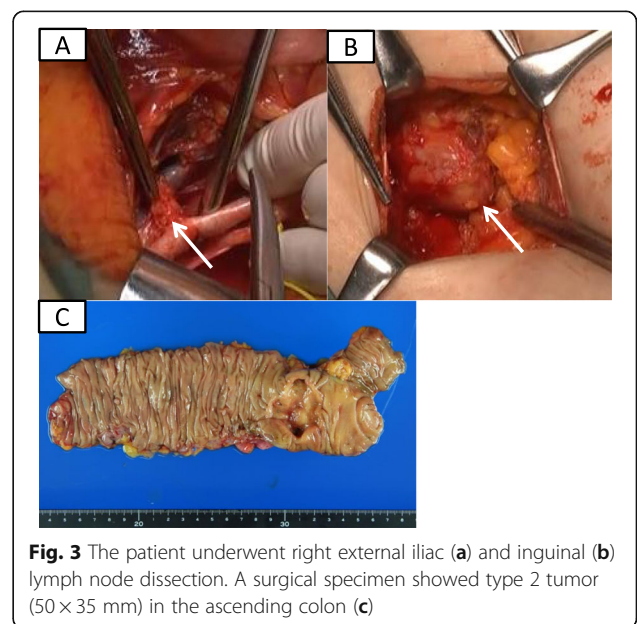 A
B
C
20
30
Fig. 3 The patient underwent right external iliac (a) and inguinal (b)
lymph node dissection. A surgical specimen showed type 2 tumor
(50 × 35 mm) in the ascending colon (c)